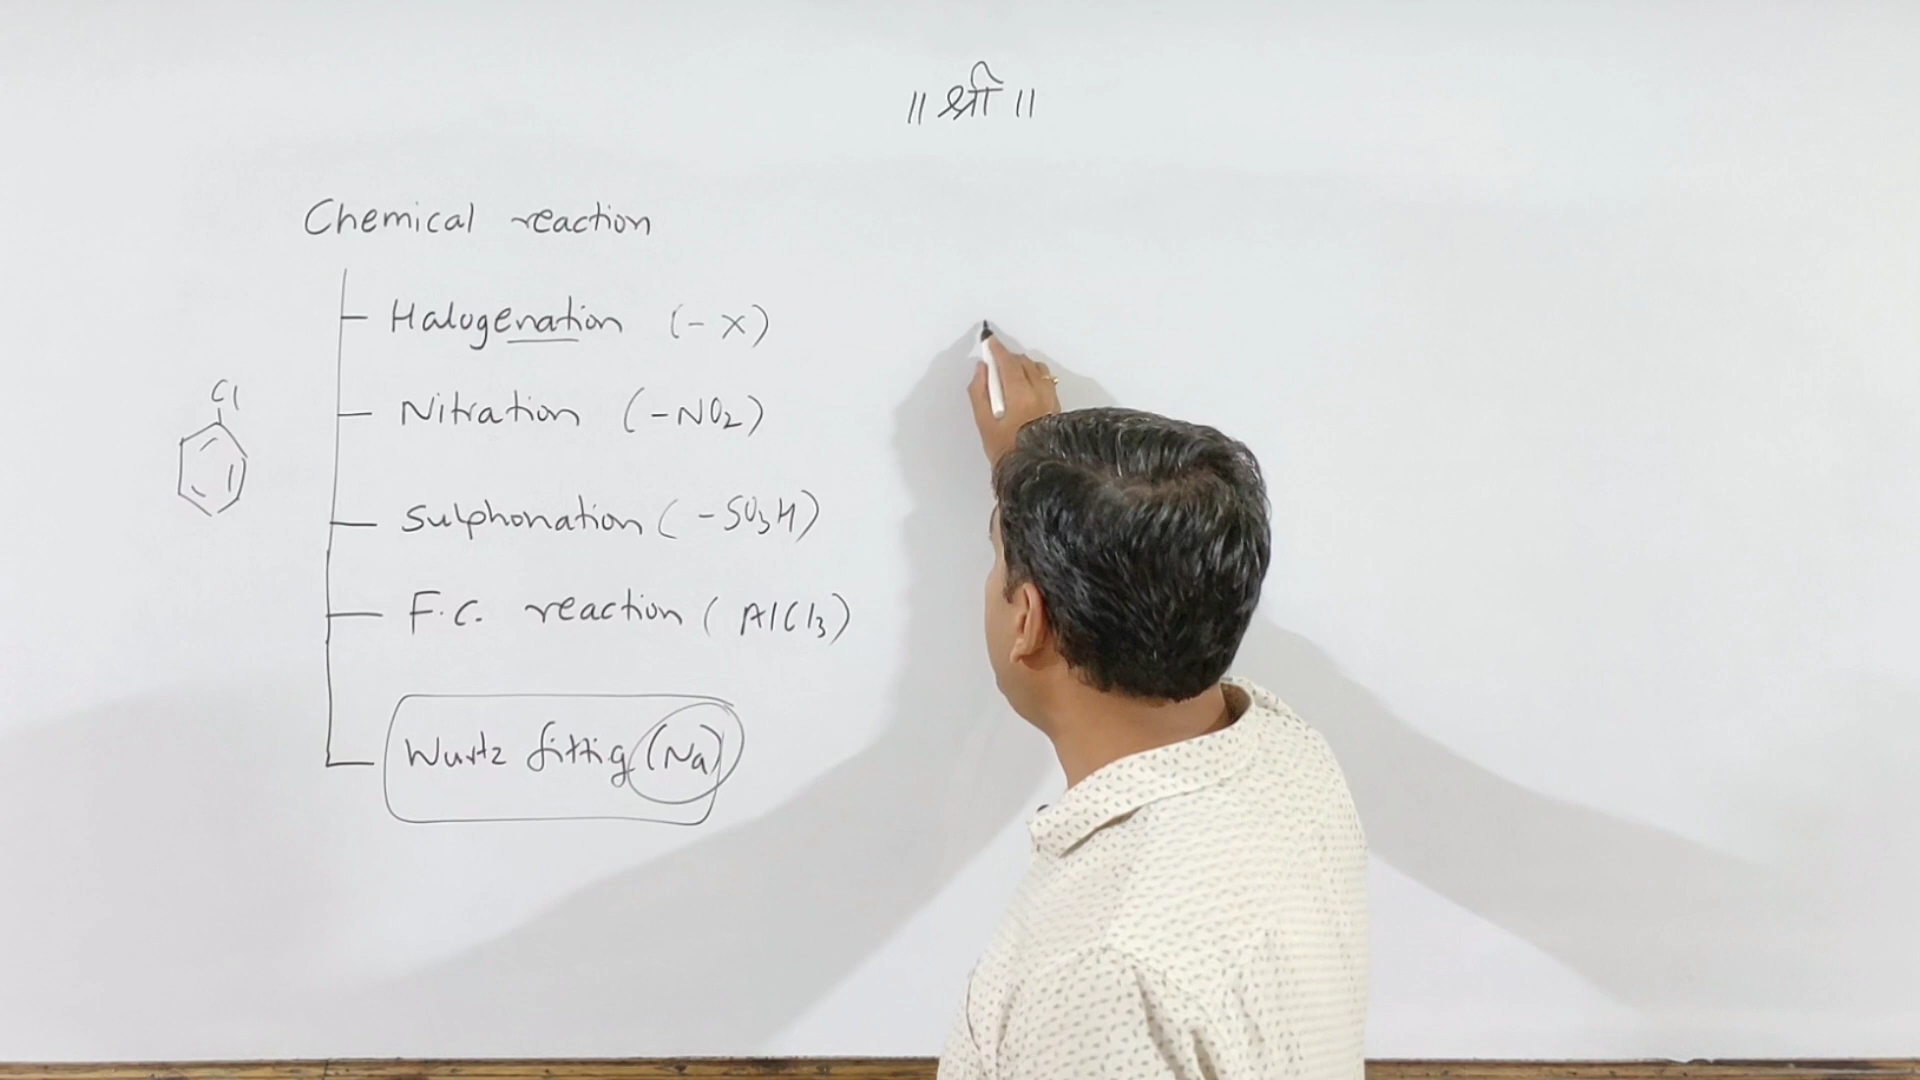 ॥ श्री ॥
Chemical reaction
Halogenation (-X)
Cl
Nitration (-NO₂)
Sulphonation (-SO₃H)
F.C. reaction (AlCl₃)
Wurtz fittig (Na)